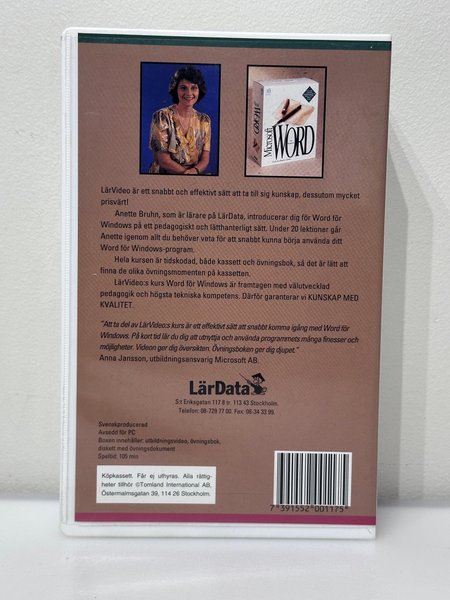 Microsoft
WORD
LärVideo är ett snabbt och effektivt sätt att ta till sig kunskap, dessutom mycket
prisvärt!
Anette Bruhn, som är lärare på LärData, introducerar dig för Word för
Windows på ett pedagogiskt och lätthanterligt sätt. Under 20 lektioner går
Anette igenom allt du behöver veta för att snabbt kunna börja använda ditt
Word för Windows-program.
Hela kursen är tidskodad, både kassett och övningsbok, så det är lätt att
finna de olika övningsmomenten på kassetten.
LärVideo:s kurs Word för Windows är framtagen med välutvecklad
pedagogik och högsta tekniska kompetens. Därför garanterar vi KUNSKAP MED
KVALITET.
"Att ta del av LärVideo:s kurs är ett effektivt sätt att snabbt komma igång med Word för
Windows. På kort tid lär du dig att utnyttja och använda programmets många finesser och
möjligheter. Videon ger dig översikten. Övningsboken ger dig djupet."
Anna Jansson, utbildningsansvarig Microsoft AB.
LärData
S:t Eriksgatan 117 8 tr. 113 43 Stockholm.
Telefon: 08-728 77 00. Fax: 08-34 33 99.
Svenskproducerad
Avsedd för PC
Boxen innehåller: utbildningsvideo, övningsbok,
diskett med övningsdokument
Speltid: 105 min
Köpkassett. Får ej uthyras. Alla rättig-
heter tillhör ©Tomland International AB,
Östermalmsgatan 39, 114 26 Stockholm.
7 391552 001175